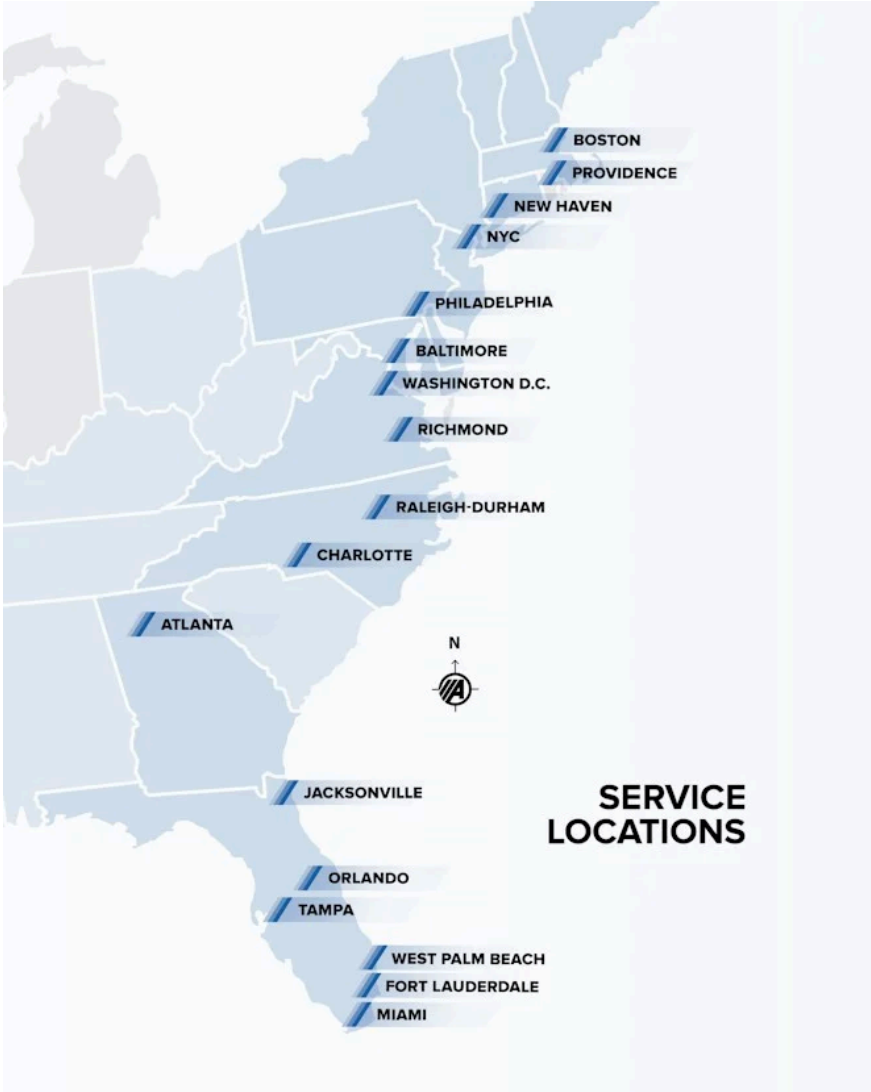 BOSTON
PROVIDENCE
NEW HAVEN
NYC
PHILADELPHIA
BALTIMORE
WASHINGTON D.C.
RICHMOND
RALEIGH-DURHAM
CHARLOTTE
ATLANTA
N
A
JACKSONVILLE
SERVICE
LOCATIONS
ORLANDO
TAMPA
WEST PALM BEACH
FORT LAUDERDALE
MIAMI